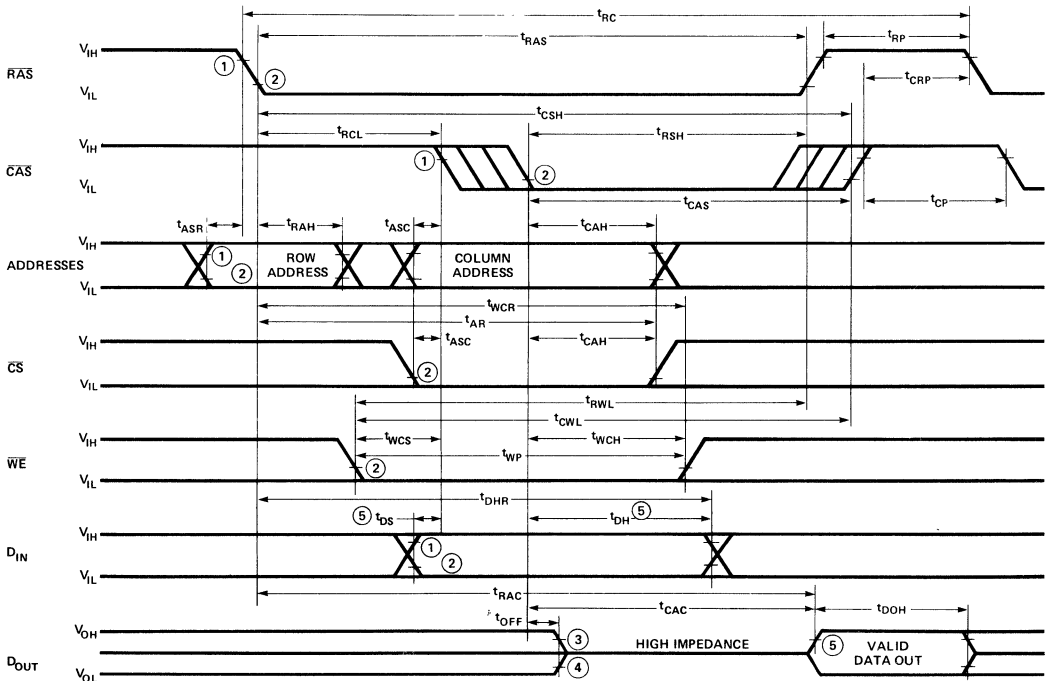 tRC
tRAS
tRP
VIH
RAS
VIL
1
2
tCRP
tCSH
tRCL
tRSH
VIH
CAS
VIL
1
2
tCAS
tCP
tASR
tRAH
tASC
tCAH
VIH
ADDRESSES
VIL
1
2
ROW
ADDRESS
COLUMN
ADDRESS
tWCR
tAR
tASC
tCAH
VIH
CS
VIL
2
tRWL
tCWL
tWCS
tWCH
VIH
WE
VIL
tWP
2
tDHR
5 tDS
tDH 5
VIH
DIN
VIL
1
2
tRAC
tCAC
tOFF
tDOH
VOH
DOUT
VOL
3
4
HIGH IMPEDANCE
5
VALID
DATA OUT